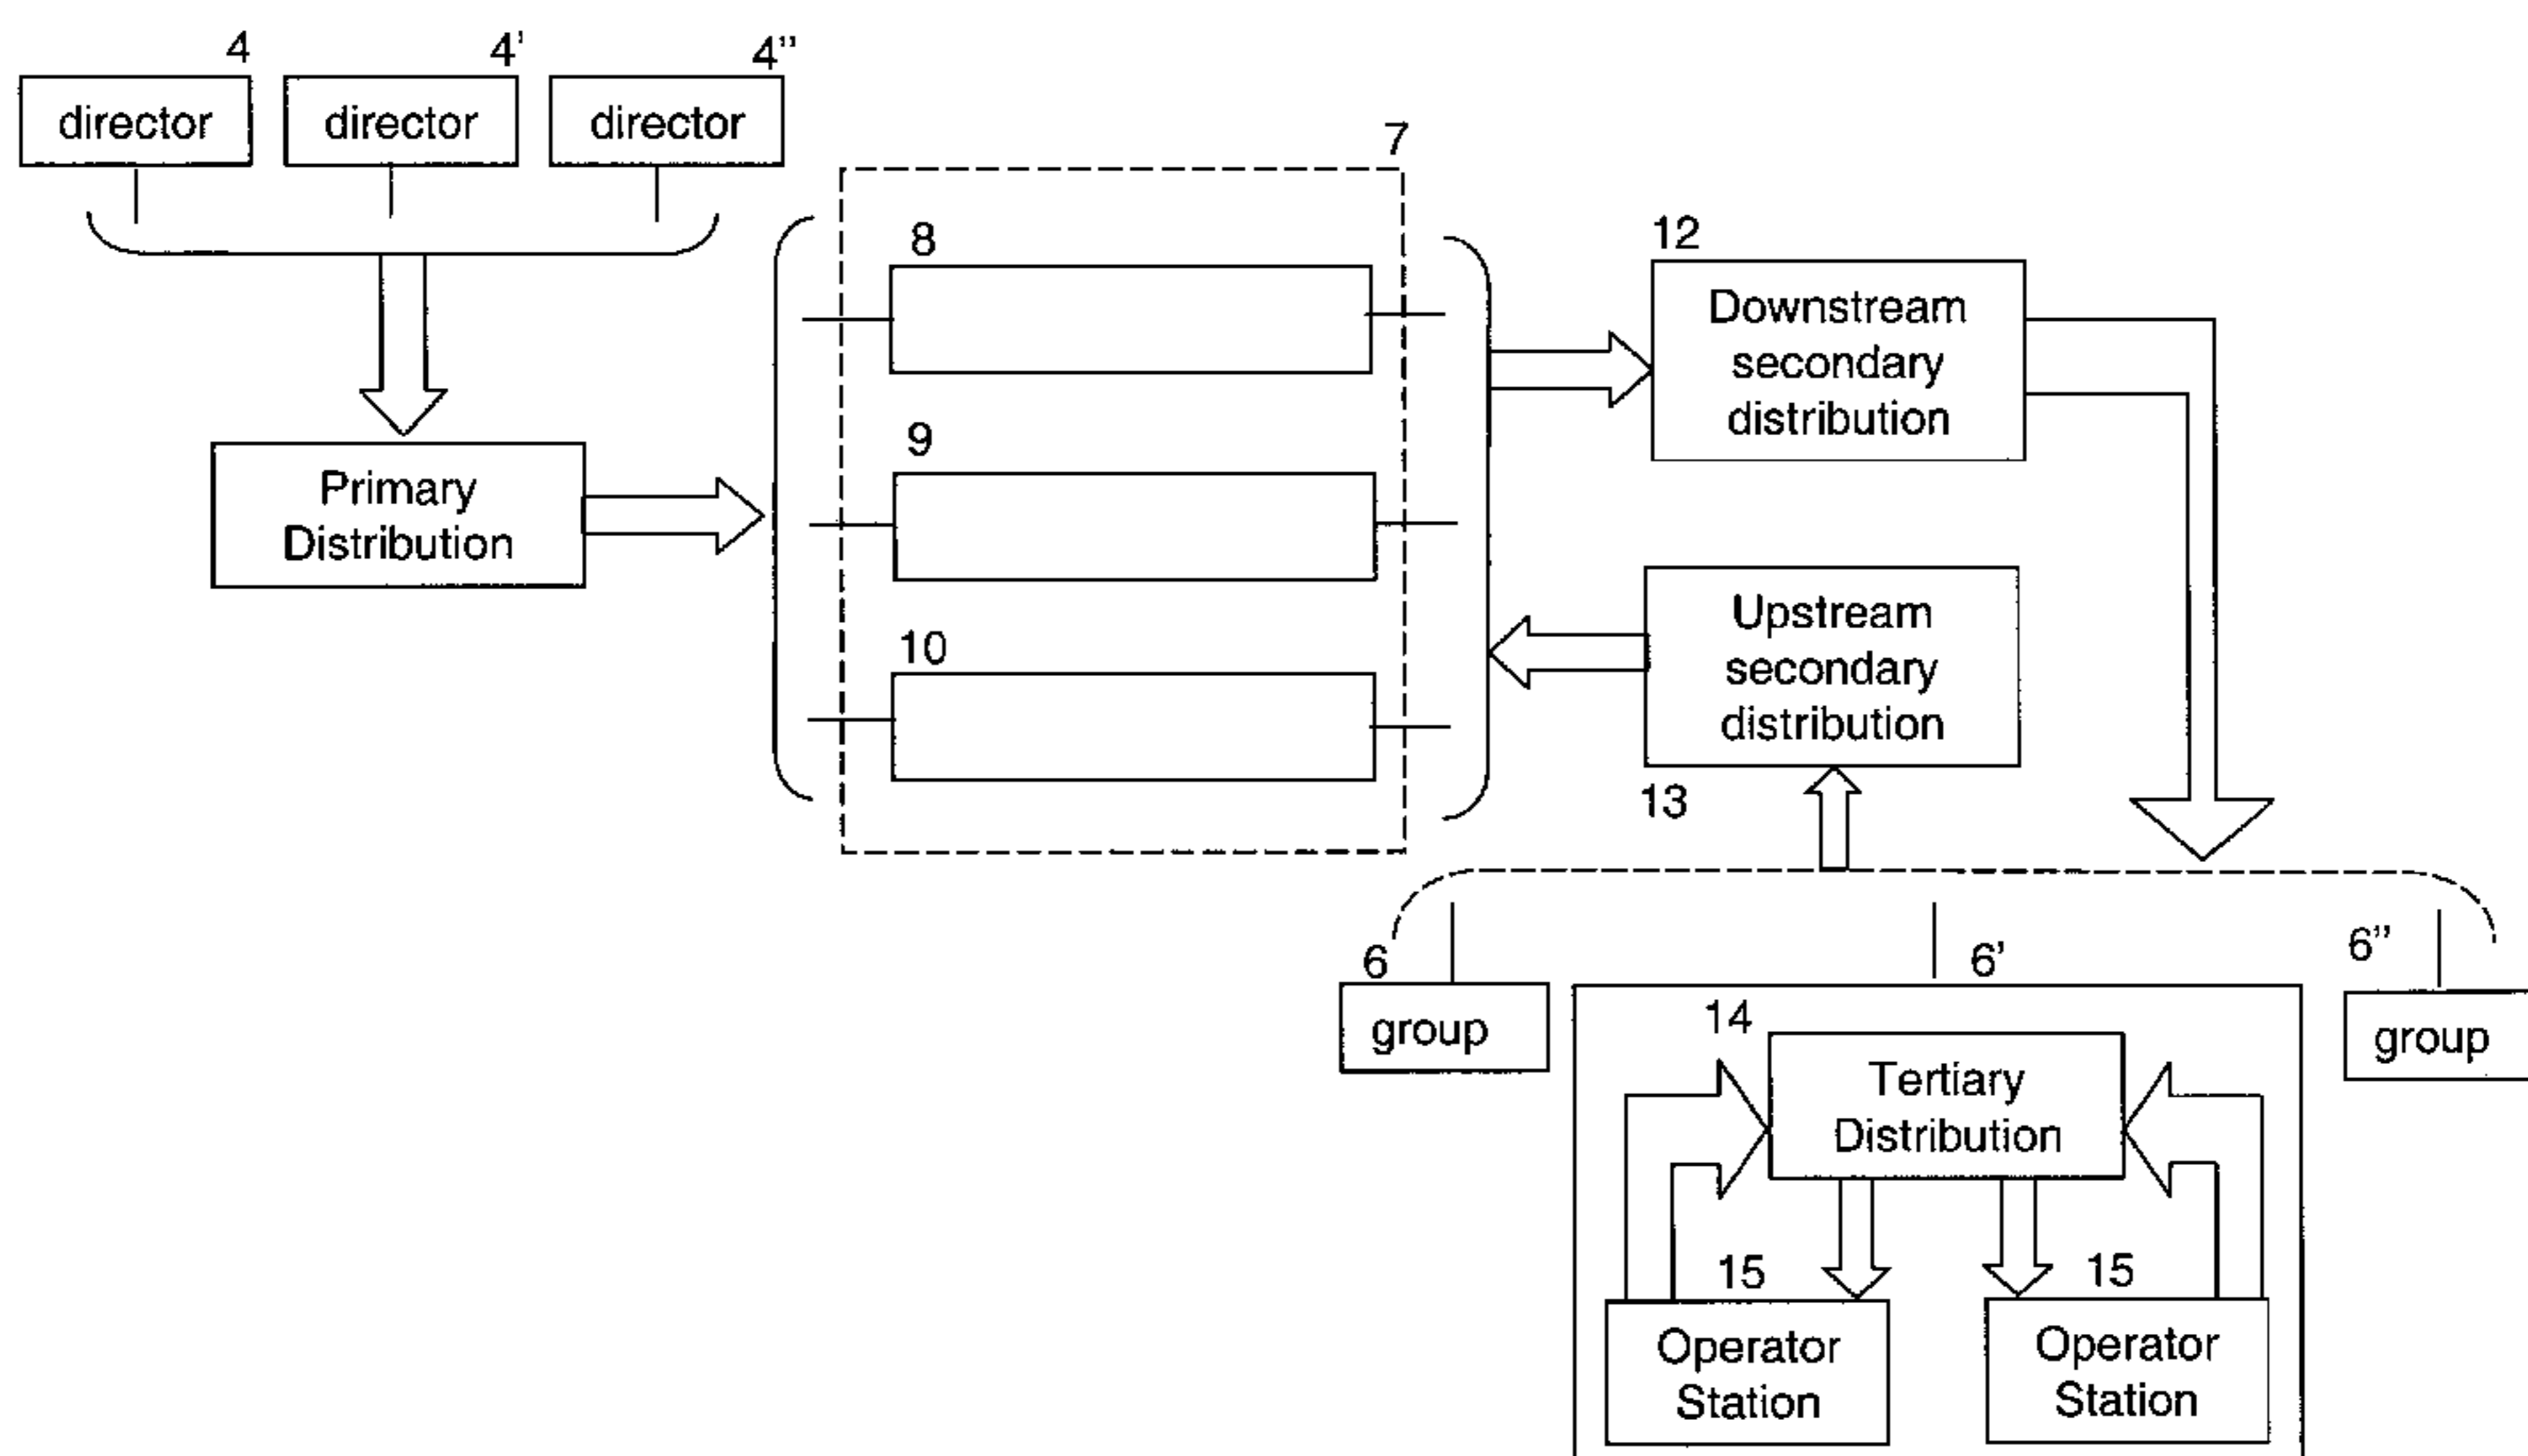 4
4'
4"
director
director
director
7
8
12
Downstream
secondary
distribution
9
Primary
Distribution
10
Upstream
secondary
distribution
13
6
6'
6"
group
group
14
Tertiary
Distribution
15
15
Operator
Station
Operator
Station